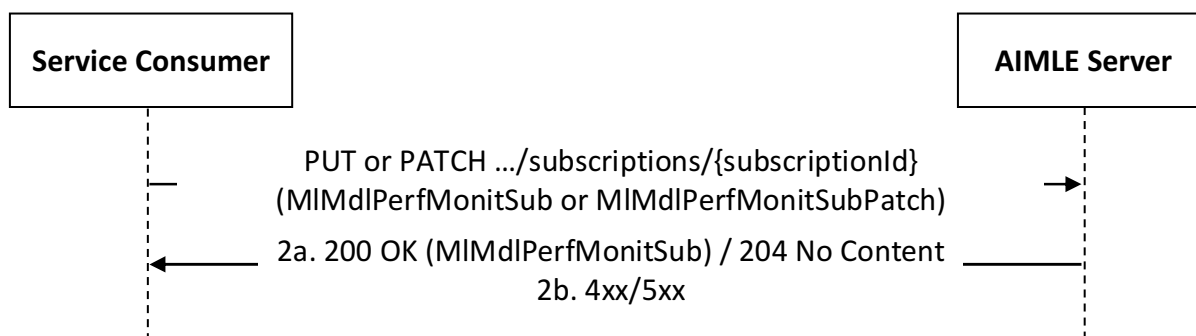 Service Consumer
AIMLE Server
PUT or PATCH …/subscriptions/{subscriptionId}
(MlMdlPerfMonitSub or MlMdlPerfMonitSubPatch)
2a. 200 OK (MlMdlPerfMonitSub) / 204 No Content
2b. 4xx/5xx